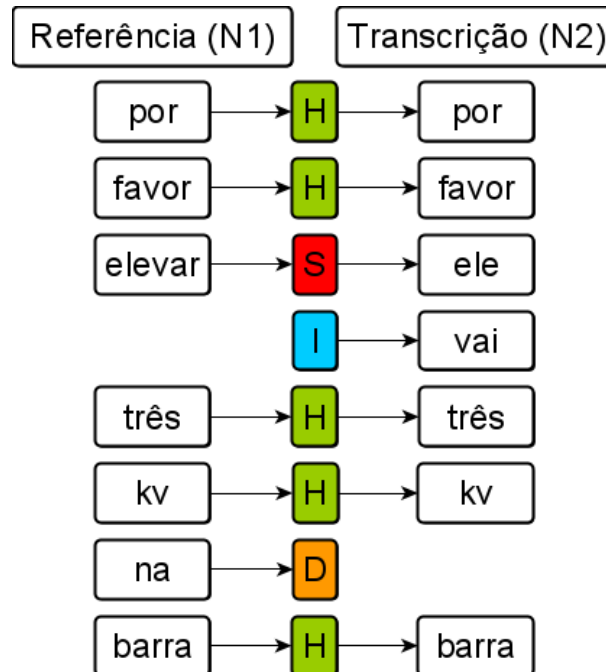 Referência (N1) Transcrição (N2)
por H por
favor H favor
elevar S ele
I vai
três H três
kv H kv
na D
barra H barra